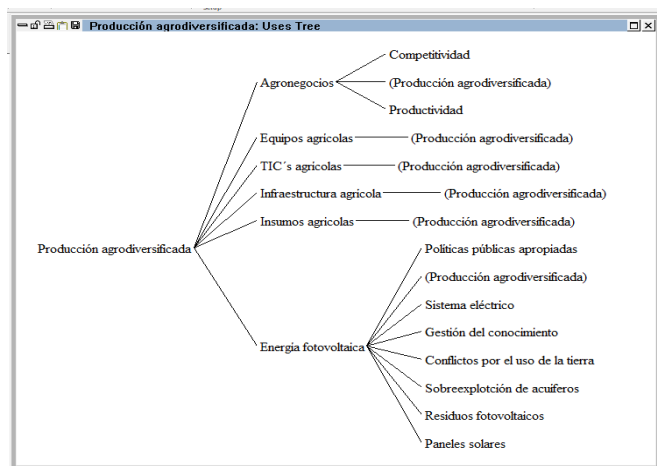 Producción agrodiversificada: Uses Tree
Competitividad
Agronegocios
(Producción agrodiversificada)
Productividad
Equipos agrícolas
(Producción agrodiversificada)
TIC´s agrícolas
(Producción agrodiversificada)
Infraestructura agricola
(Producción agrodiversificada)
Insumos agrícolas
(Producción agrodiversificada)
Producción agrodiversificada
Políticas públicas apropiadas
(Producción agrodiversificada)
Sistema eléctrico
Gestión del conocimiento
Energía fotovoltaica
Conflictos por el uso de la tierra
Sobreexplotción de acuiferos
Residuos fotovoltaicos
Paneles solares